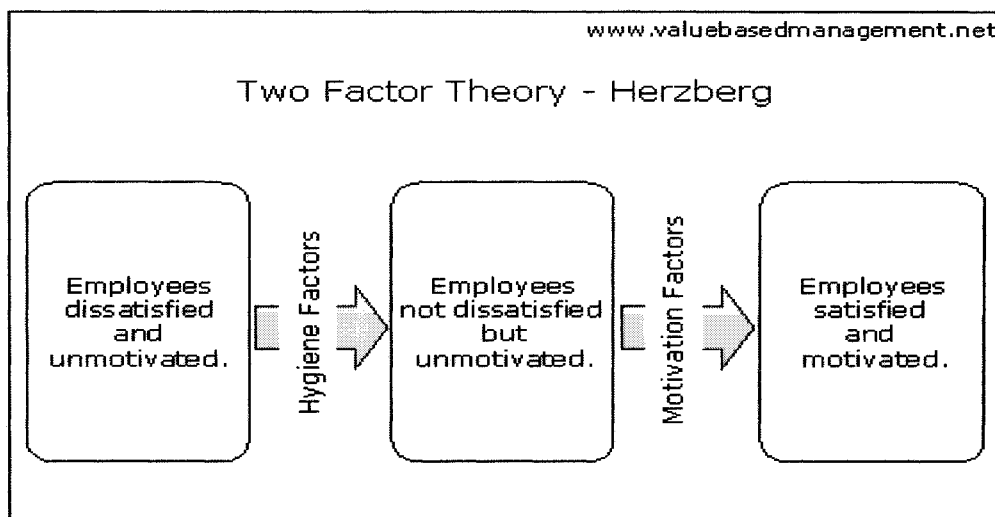 www.valuebasedmanagement.net
Two Factor Theory - Herzberg
Employees
dissatisfied
and
unmotivated.
Hygiene Factors
Employees
not dissatisfied
but
unmotivated.
Motivation Factors
Employees
satisfied
and
motivated.